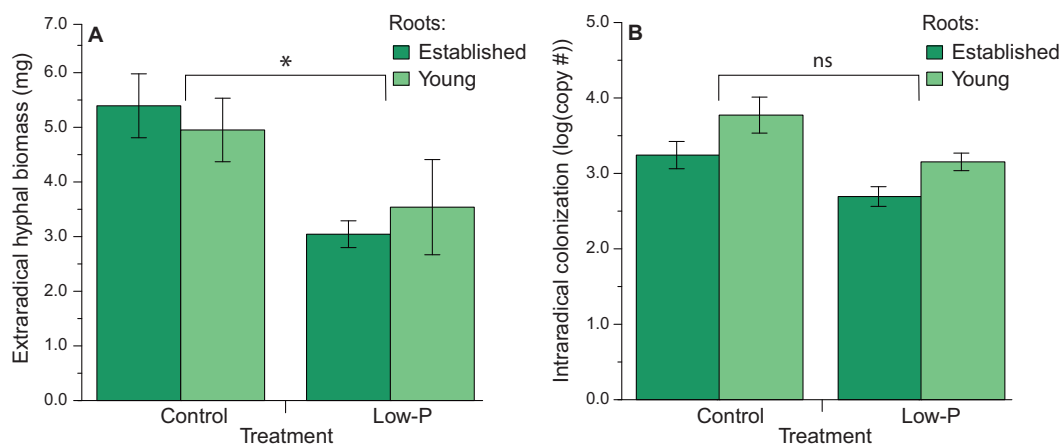 A
Roots:
Established
Young
*
7.0
6.0
5.0
4.0
3.0
2.0
1.0
0.0
Extraradical hyphal biomass (mg)
Control
Low-P
Treatment
B
Roots:
Established
Young
ns
5.0
4.0
3.0
2.0
1.0
0.0
Intraradical colonization (log(copy #))
Control
Low-P
Treatment